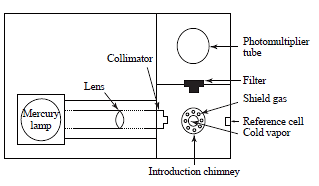 Photomultiplier
tube
Collimator
Filter
Lens
Shield gas
Mercury
lamp
Reference cell
Cold vapor
Introduction chimney